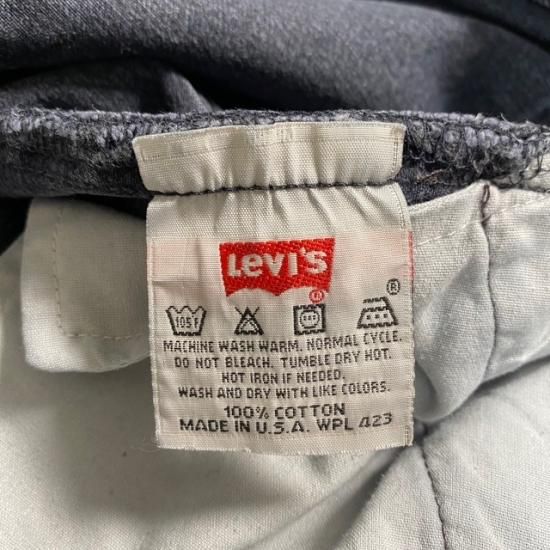 Levi's
®
®
105F
MACHINE WASH WARM. NORMAL CYCLE.
DO NOT BLEACH. TUMBLE DRY HOT.
HOT IRON IF NEEDED.
WASH AND DRY WITH LIKE COLORS.
100% COTTON
MADE IN U.S.A. WPL 423